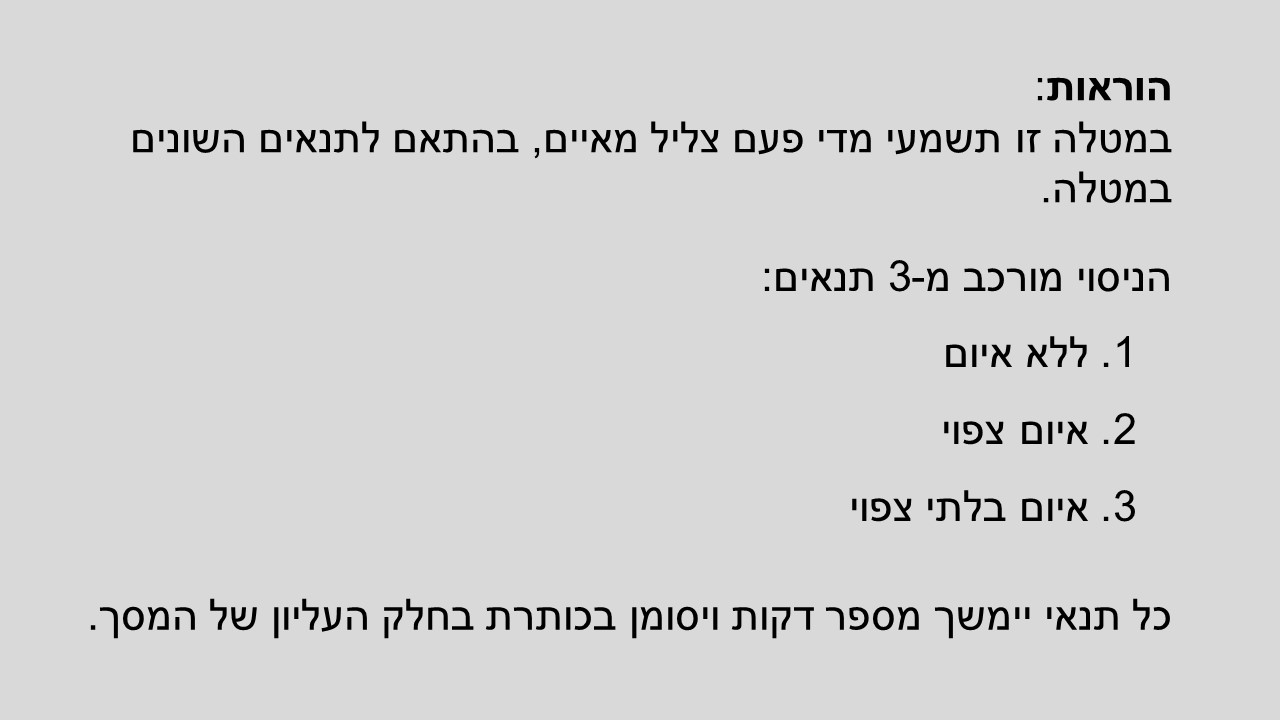 הוראות:
במטלה זו תשמעי מדי פעם צליל מאיים, בהתאם לתנאים השונים
במטלה.
הניסוי מורכב מ-3 תנאים:
1. ללא איום
2. איום צפוי
3. איום בלתי צפוי
כל תנאי יימשך מספר דקות ויסומן בכותרת בחלק העליון של המסך.